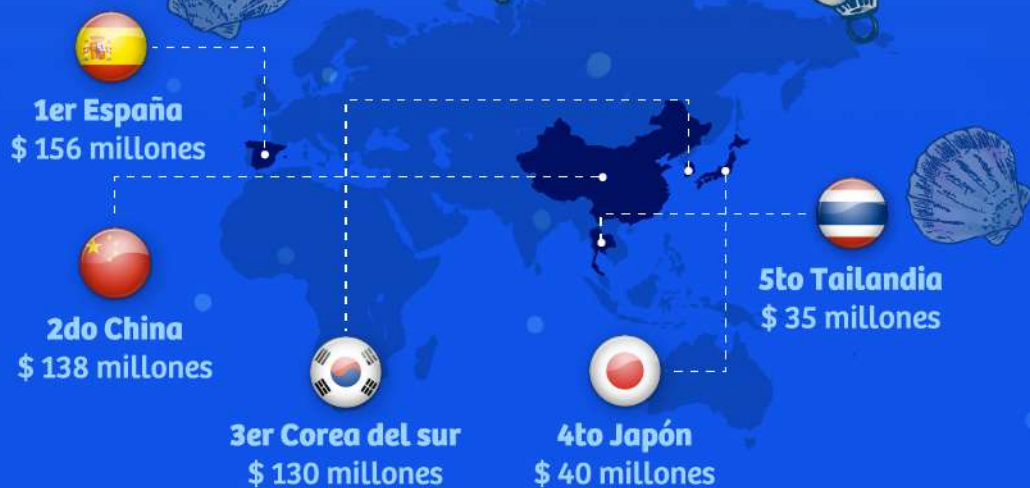 1er España
$ 156 millones
2do China
$ 138 millones
3er Corea del sur
$ 130 millones
4to Japón
$ 40 millones
5to Tailandia
$ 35 millones